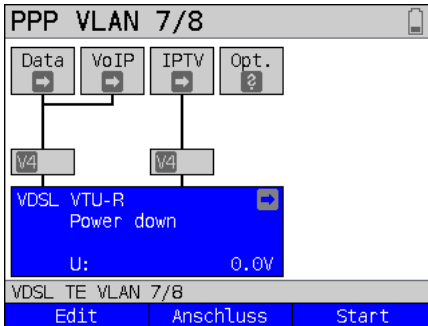 PPP VLAN 7/8
Data VoIP IPTV Opt.
?
V4 V4
VDSL VTU-R
Power down
U: 0.0V
VDSL TE VLAN 7/8
Edit Anschluss Start